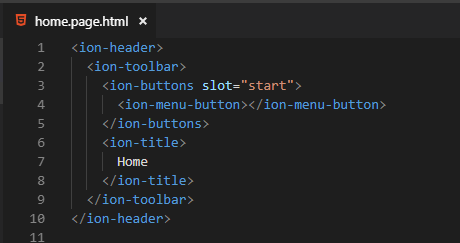 home.page.html ×
1 <ion-header>
2   <ion-toolbar>
3     <ion-buttons slot="start">
4       <ion-menu-button></ion-menu-button>
5     </ion-buttons>
6     <ion-title>
7       Home
8     </ion-title>
9   </ion-toolbar>
10 </ion-header>
11